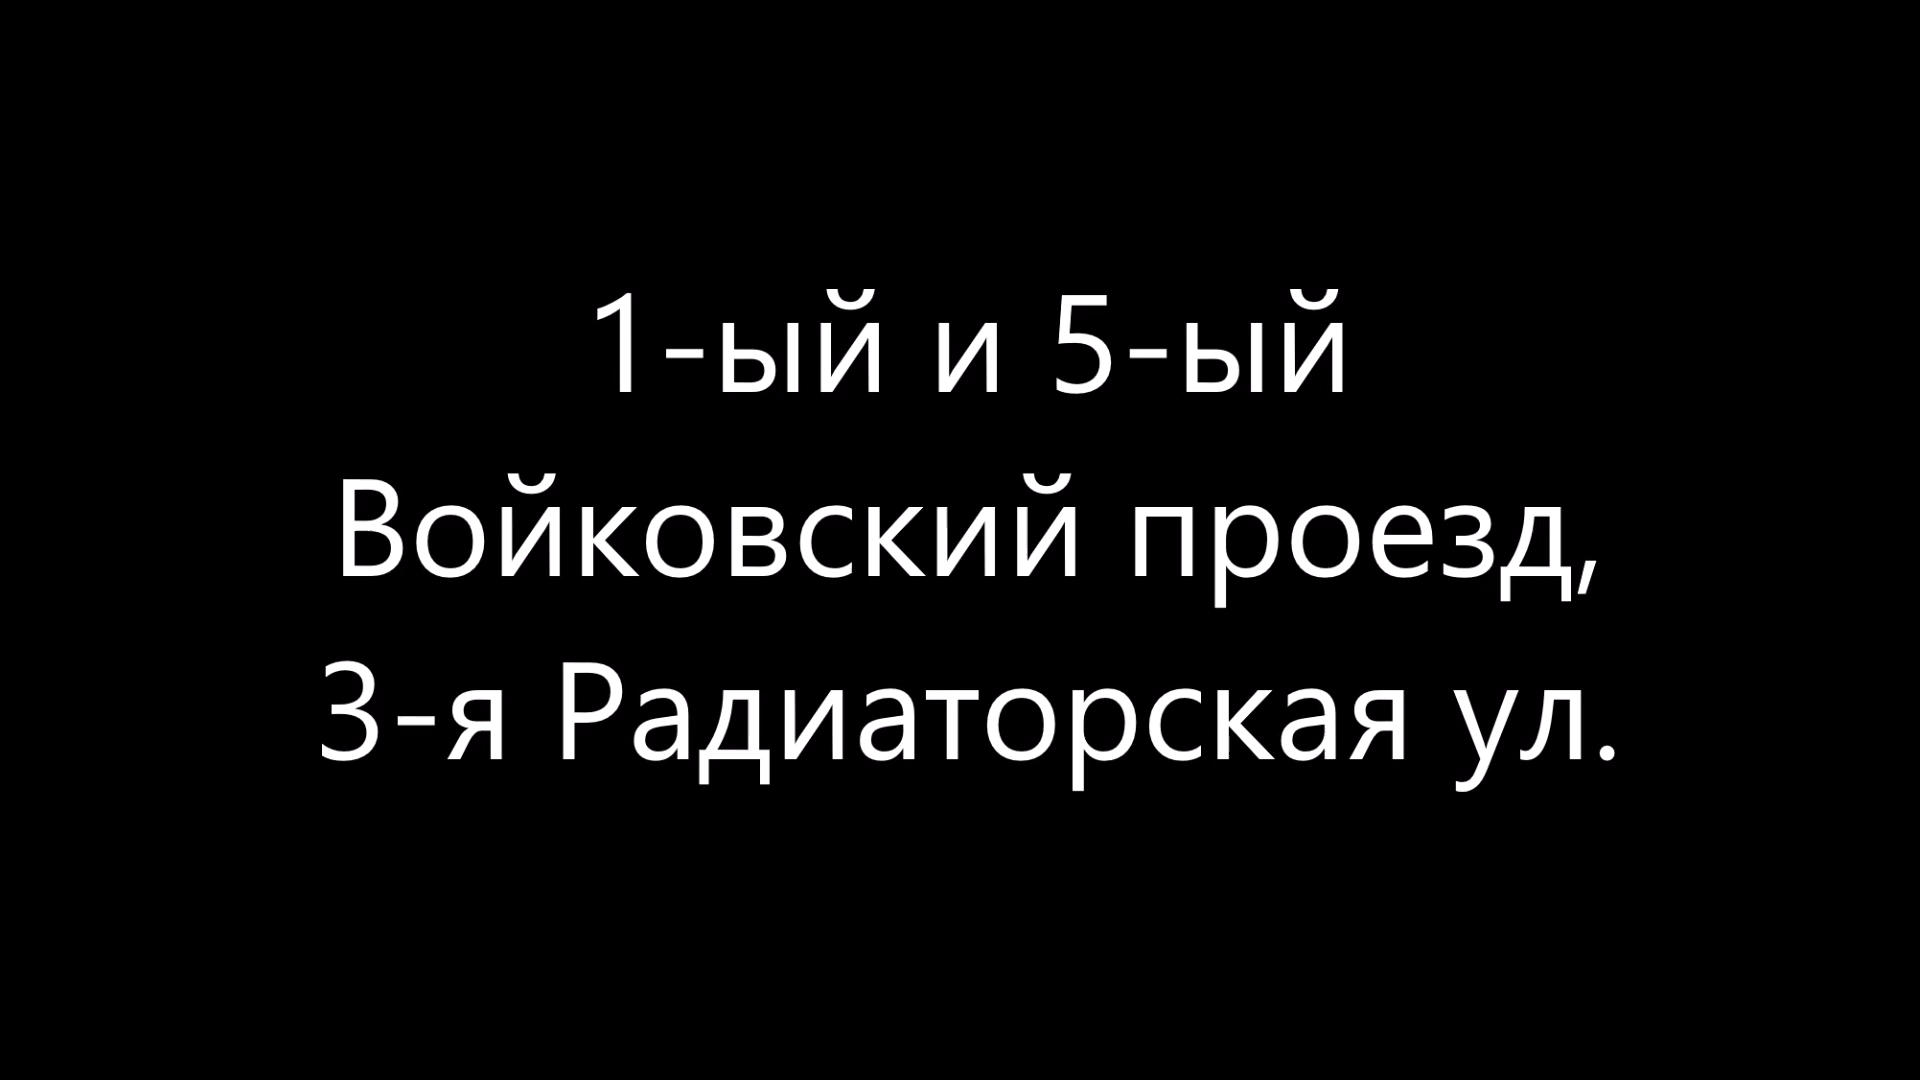 1-ый и 5-ый
Войковский проезд,
3-я Радиаторская ул.